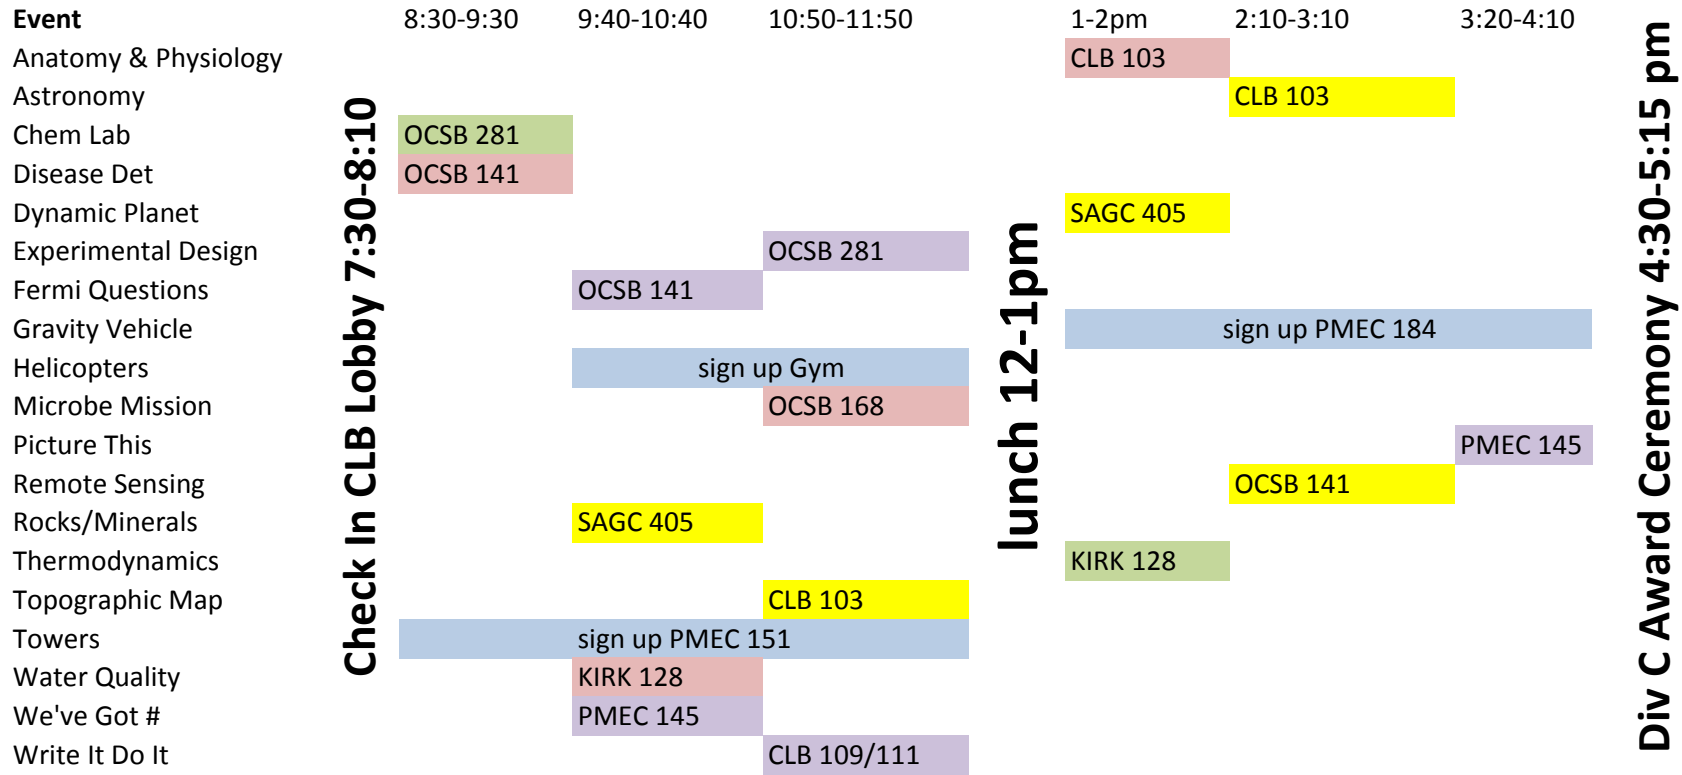 Event 8:30-9:30 9:40-10:40 10:50-11:50 1-2pm 2:10-3:10 3:20-4:10
Anatomy & Physiology CLB 103
Astronomy CLB 103
Chem Lab OCSB 281
Disease Det OCSB 141
Dynamic Planet SAGC 405
Experimental Design OCSB 281
Fermi Questions OCSB 141
Gravity Vehicle sign up PMEC 184
Helicopters sign up Gym
Microbe Mission OCSB 168
Picture This PMEC 145
Remote Sensing OCSB 141
Rocks/Minerals SAGC 405
Thermodynamics KIRK 128
Topographic Map CLB 103
Towers sign up PMEC 151
Water Quality KIRK 128
We've Got # PMEC 145
Write It Do It CLB 109/111
Check In CLB Lobby 7:30-8:10
lunch 12-1pm
Div C Award Ceremony 4:30-5:15 pm